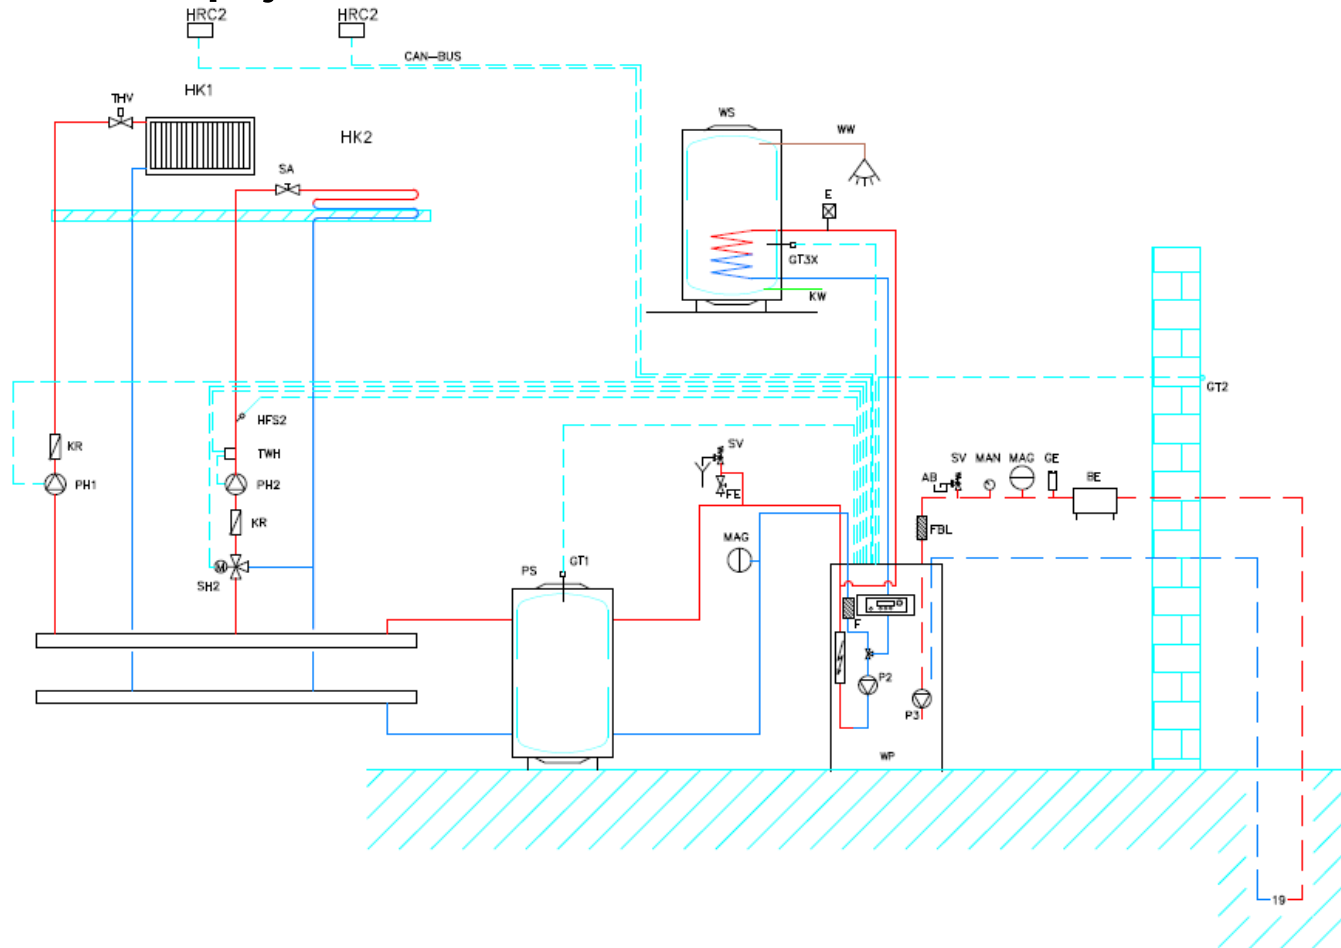 HRC2
HRC2
CAN-BUS
HK1
THV
HK2
WS
WW
SA
E
GT3X
KW
GT2
HFS2
KR
TWH
SV
SV
MAN
MAG
GE
BE
AB
PH1
PH2
FE
KR
FBL
MAG
M
SH2
PS
GT1
F
P2
P3
WP
19